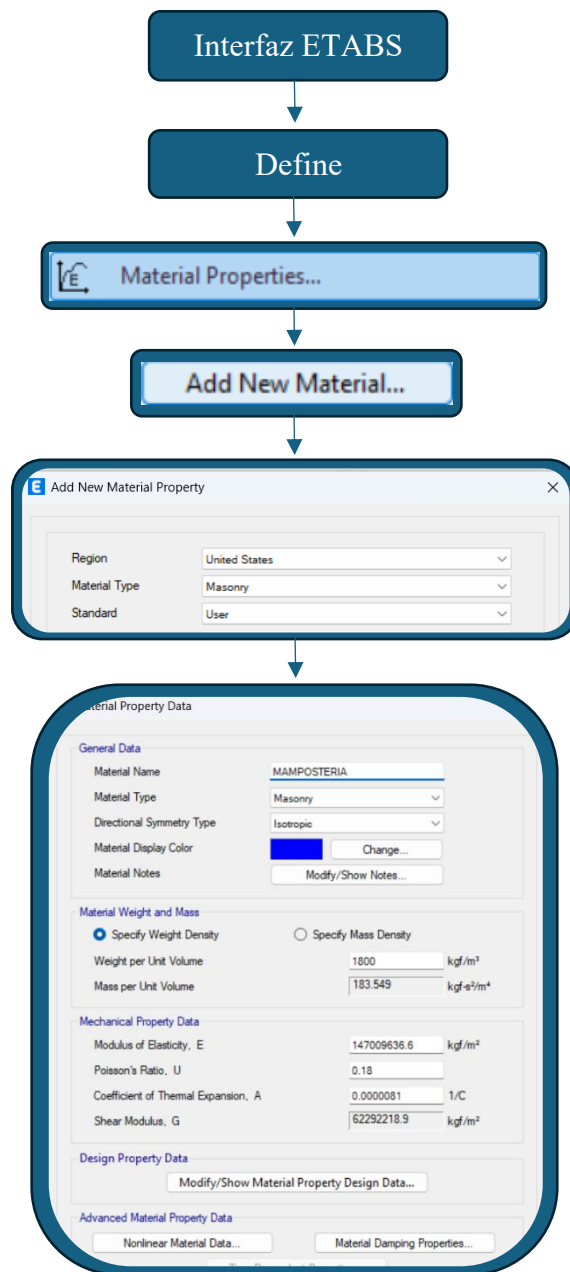 Interfaz ETABS
Define
Material Properties...
Add New Material...
E Add New Material Property
Region United States
Material Type Masonry
Standard User
Material Property Data
General Data
Material Name MAMPOSTERIA
Material Type Masonry
Directional Symmetry Type Isotropic
Material Display Color Change...
Material Notes Modify/Show Notes...
Material Weight and Mass
Specify Weight Density Specify Mass Density
Weight per Unit Volume 1800 kgf/m³
Mass per Unit Volume 183.549 kgf-s²/m⁴
Mechanical Property Data
Modulus of Elasticity, E 147009636.6 kgf/m²
Poisson's Ratio, U 0.18
Coefficient of Thermal Expansion, A 0.0000081 1/C
Shear Modulus, G 62292218.9 kgf/m²
Design Property Data
Modify/Show Material Property Design Data...
Advanced Material Property Data
Nonlinear Material Data... Material Damping Properties...